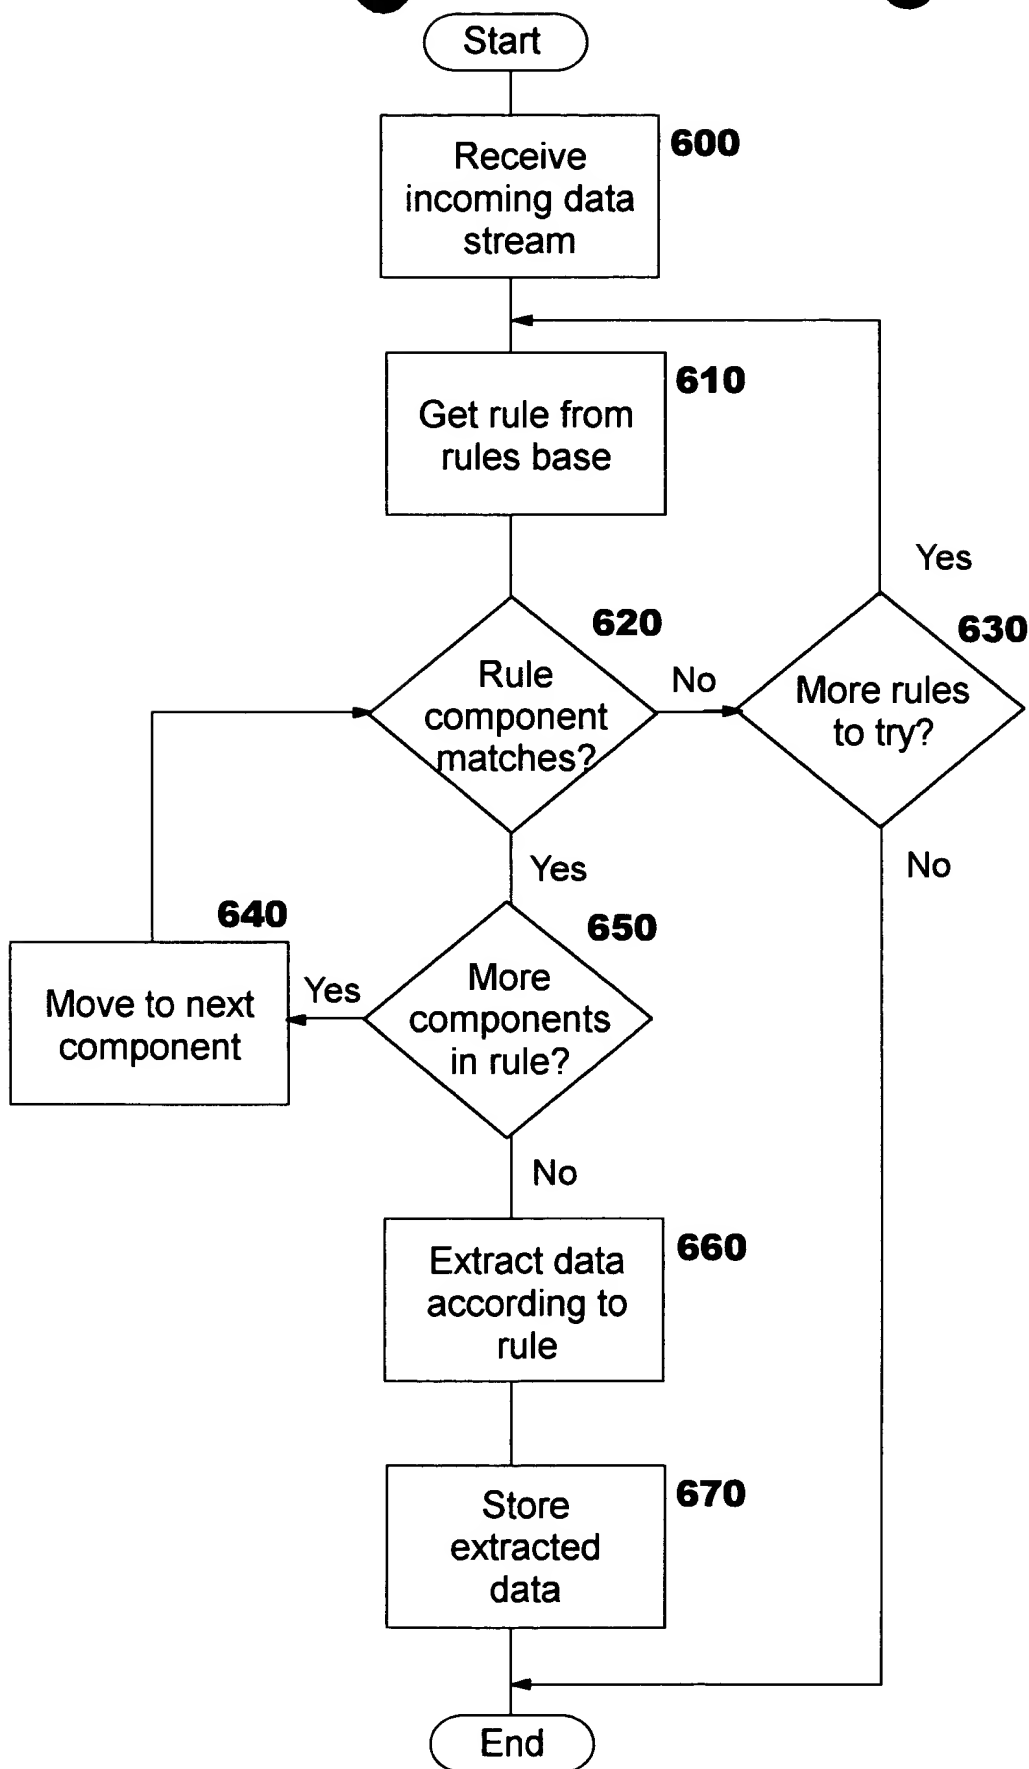 Start
600
Receive
incoming data
stream
610
Get rule from
rules base
Yes
620
630
Rule
component
matches?
No
More rules
to try?
Yes
No
640
650
Move to next
component
Yes
More
components
in rule?
No
660
Extract data
according to
rule
670
Store
extracted
data
End